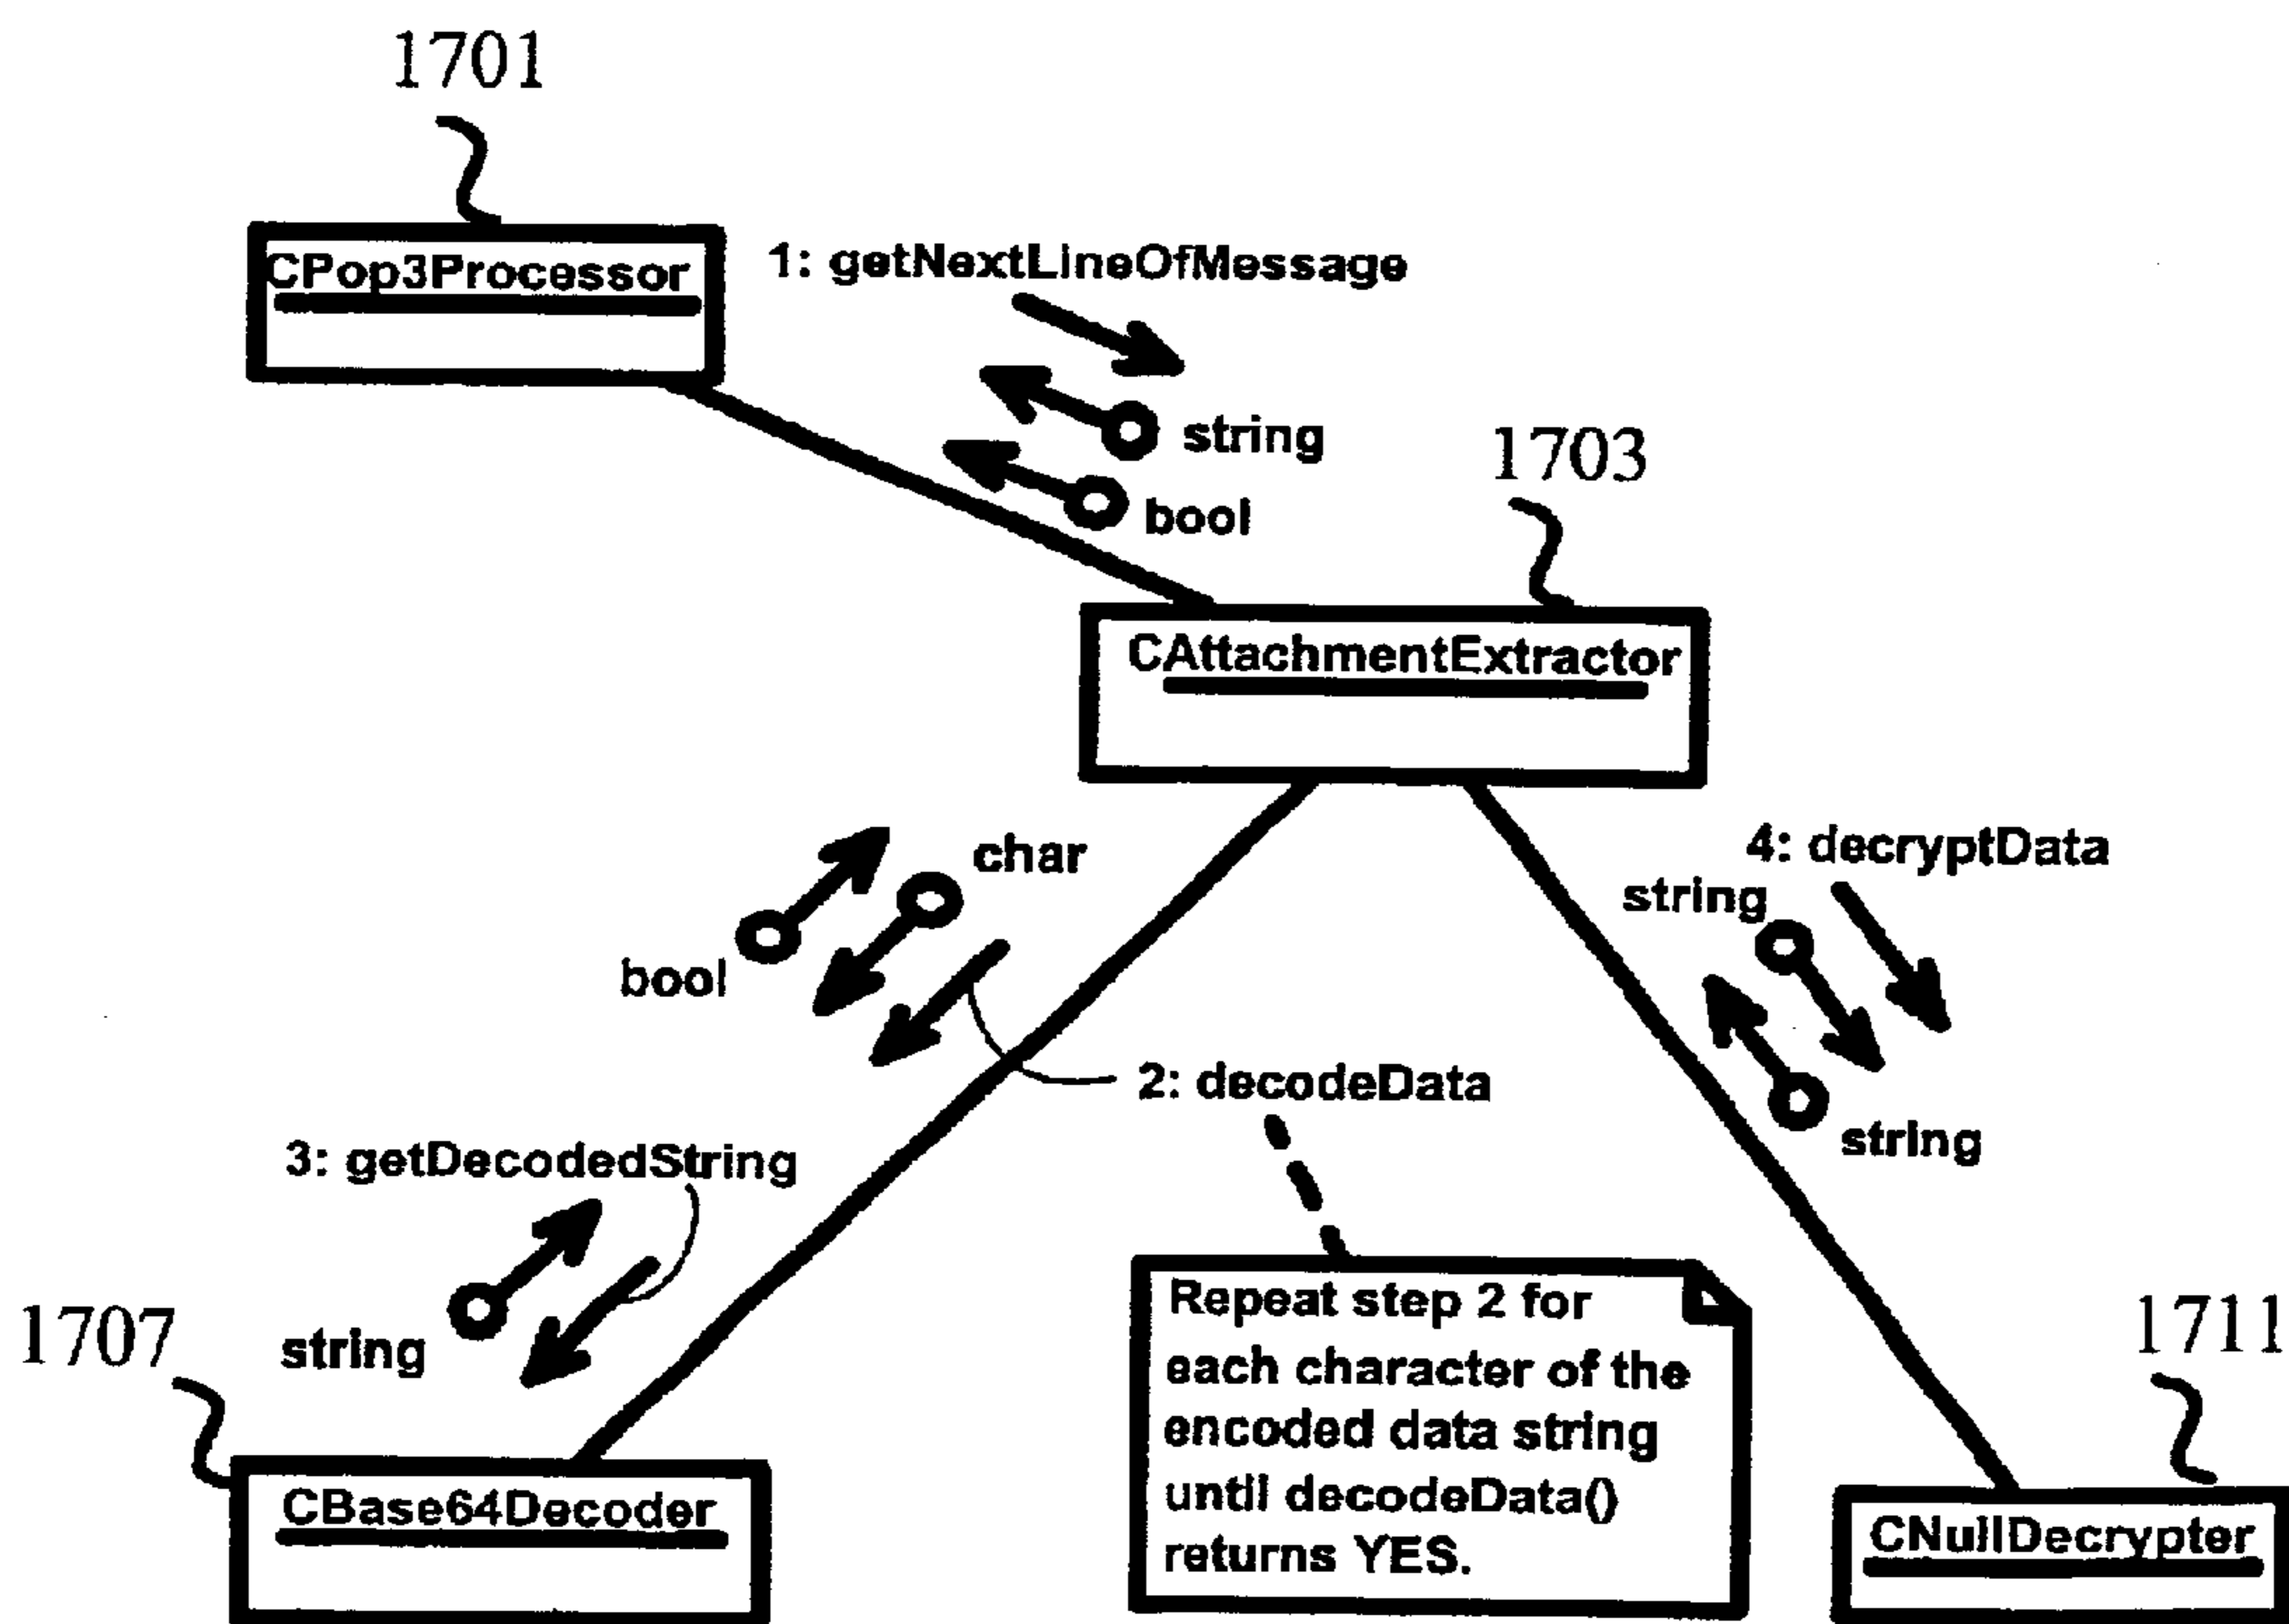 1701
CPop3Processor
1: getNextLineOfMessage
string
bool
1703
CAttachmentExtractor
char
bool
4: decryptData
string
string
2: decodeData
3: getDecodedString
string
1707
CBase64Decoder
Repeat step 2 for
each character of the
encoded data string
until decodeData()
returns YES.
1711
CNullDecrypter